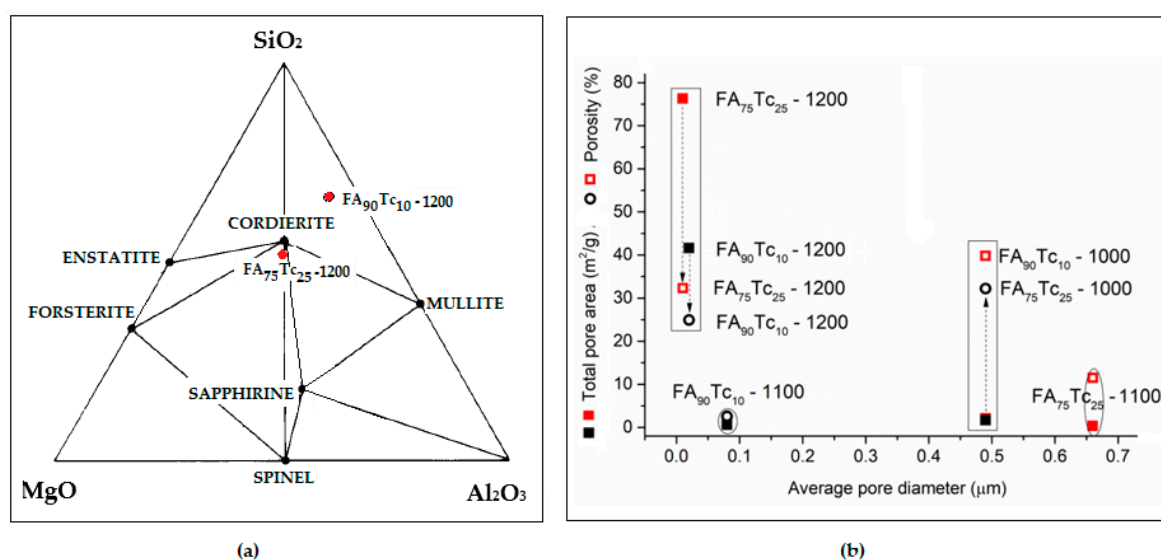 SiO₂
FA₉₀Tc₁₀-1200
CORDIERITE
ENSTATITE
FA₇₅Tc₂₅-1200
FORSTERITE
MULLITE
SAPPHIRINE
SPINEL
MgO
Al₂O₃
(a)
Total pore area (m²/g).
Porosity (%)
80
70
60
50
40
30
20
10
0
FA₇₅Tc₂₅ - 1200
FA₉₀Tc₁₀ - 1200
FA₇₅Tc₂₅ - 1200
FA₉₀Tc₁₀ - 1200
FA₉₀Tc₁₀ - 1000
FA₇₅Tc₂₅ - 1000
FA₉₀Tc₁₀ - 1100
FA₇₅Tc₂₅ - 1100
0.0 0.1 0.2 0.3 0.4 0.5 0.6 0.7
Average pore diameter (μm)
(b)